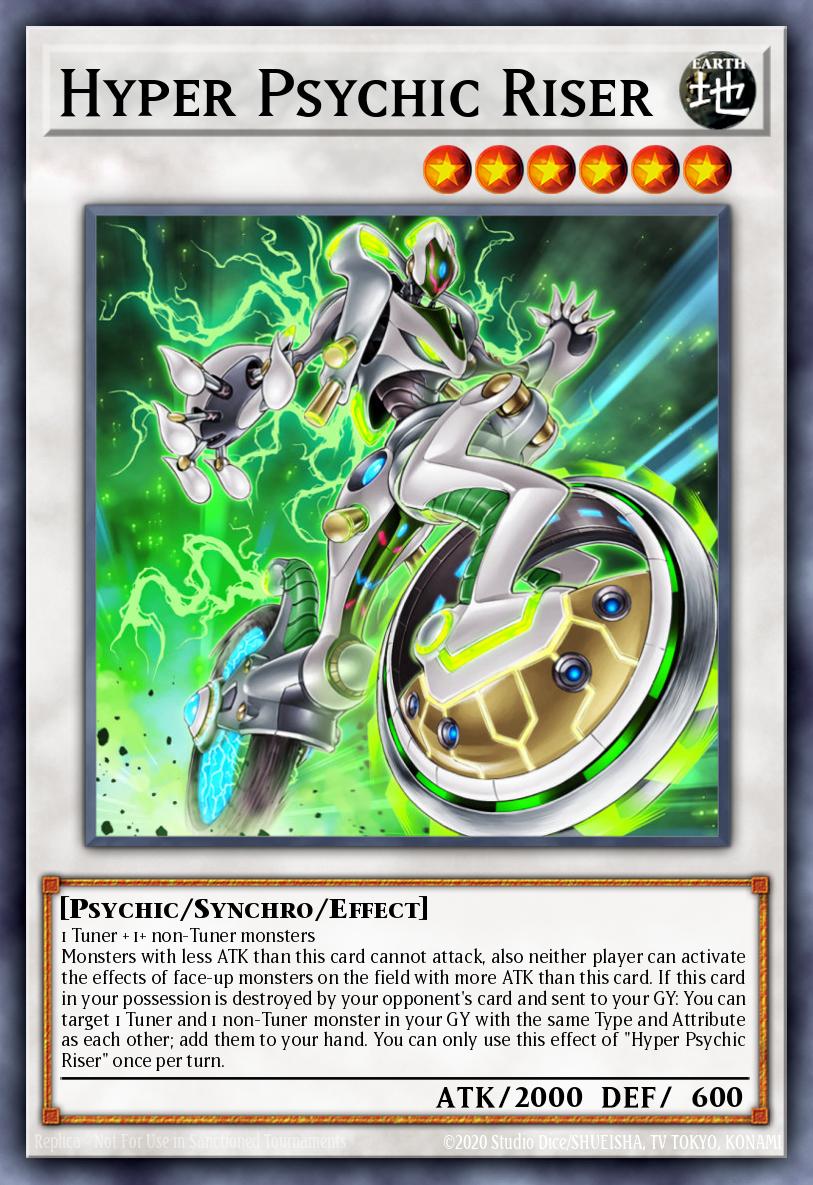 Hyper Psychic Riser
EARTH
地
[Psychic/Synchro/Effect]
1 Tuner + 1+ non-Tuner monsters
Monsters with less ATK than this card cannot attack, also neither player can activate
the effects of face-up monsters on the field with more ATK than this card. If this card
in your possession is destroyed by your opponent's card and sent to your GY: You can
target 1 Tuner and 1 non-Tuner monster in your GY with the same Type and Attribute
as each other; add them to your hand. You can only use this effect of "Hyper Psychic
Riser" once per turn.
ATK/2000 DEF/ 600
Replica - Not For Use in Sanctioned Tournaments
©2020 Studio Dice/SHUEISHA, TV TOKYO, KONAMI